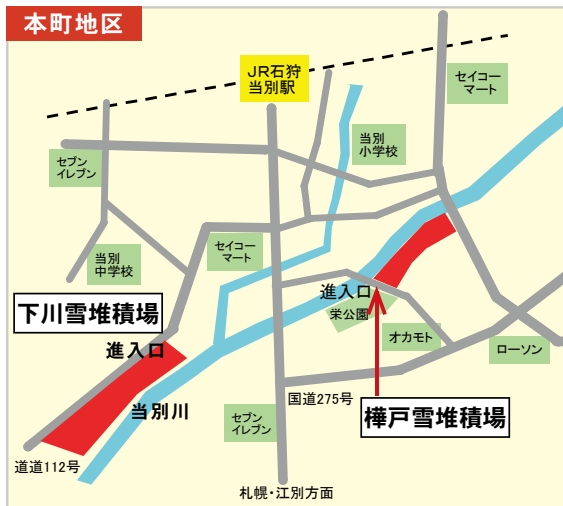 本町地区
JR石狩
当別駅
セイコー
マート
セブン
イレブン
当別
小学校
当別
中学校
セイコー
マート
下川雪堆積場
進入口
進入口
栄公園
オカモト
ローソン
当別川
国道275号
樺戸雪堆積場
セブン
イレブン
道道112号
札幌・江別方面